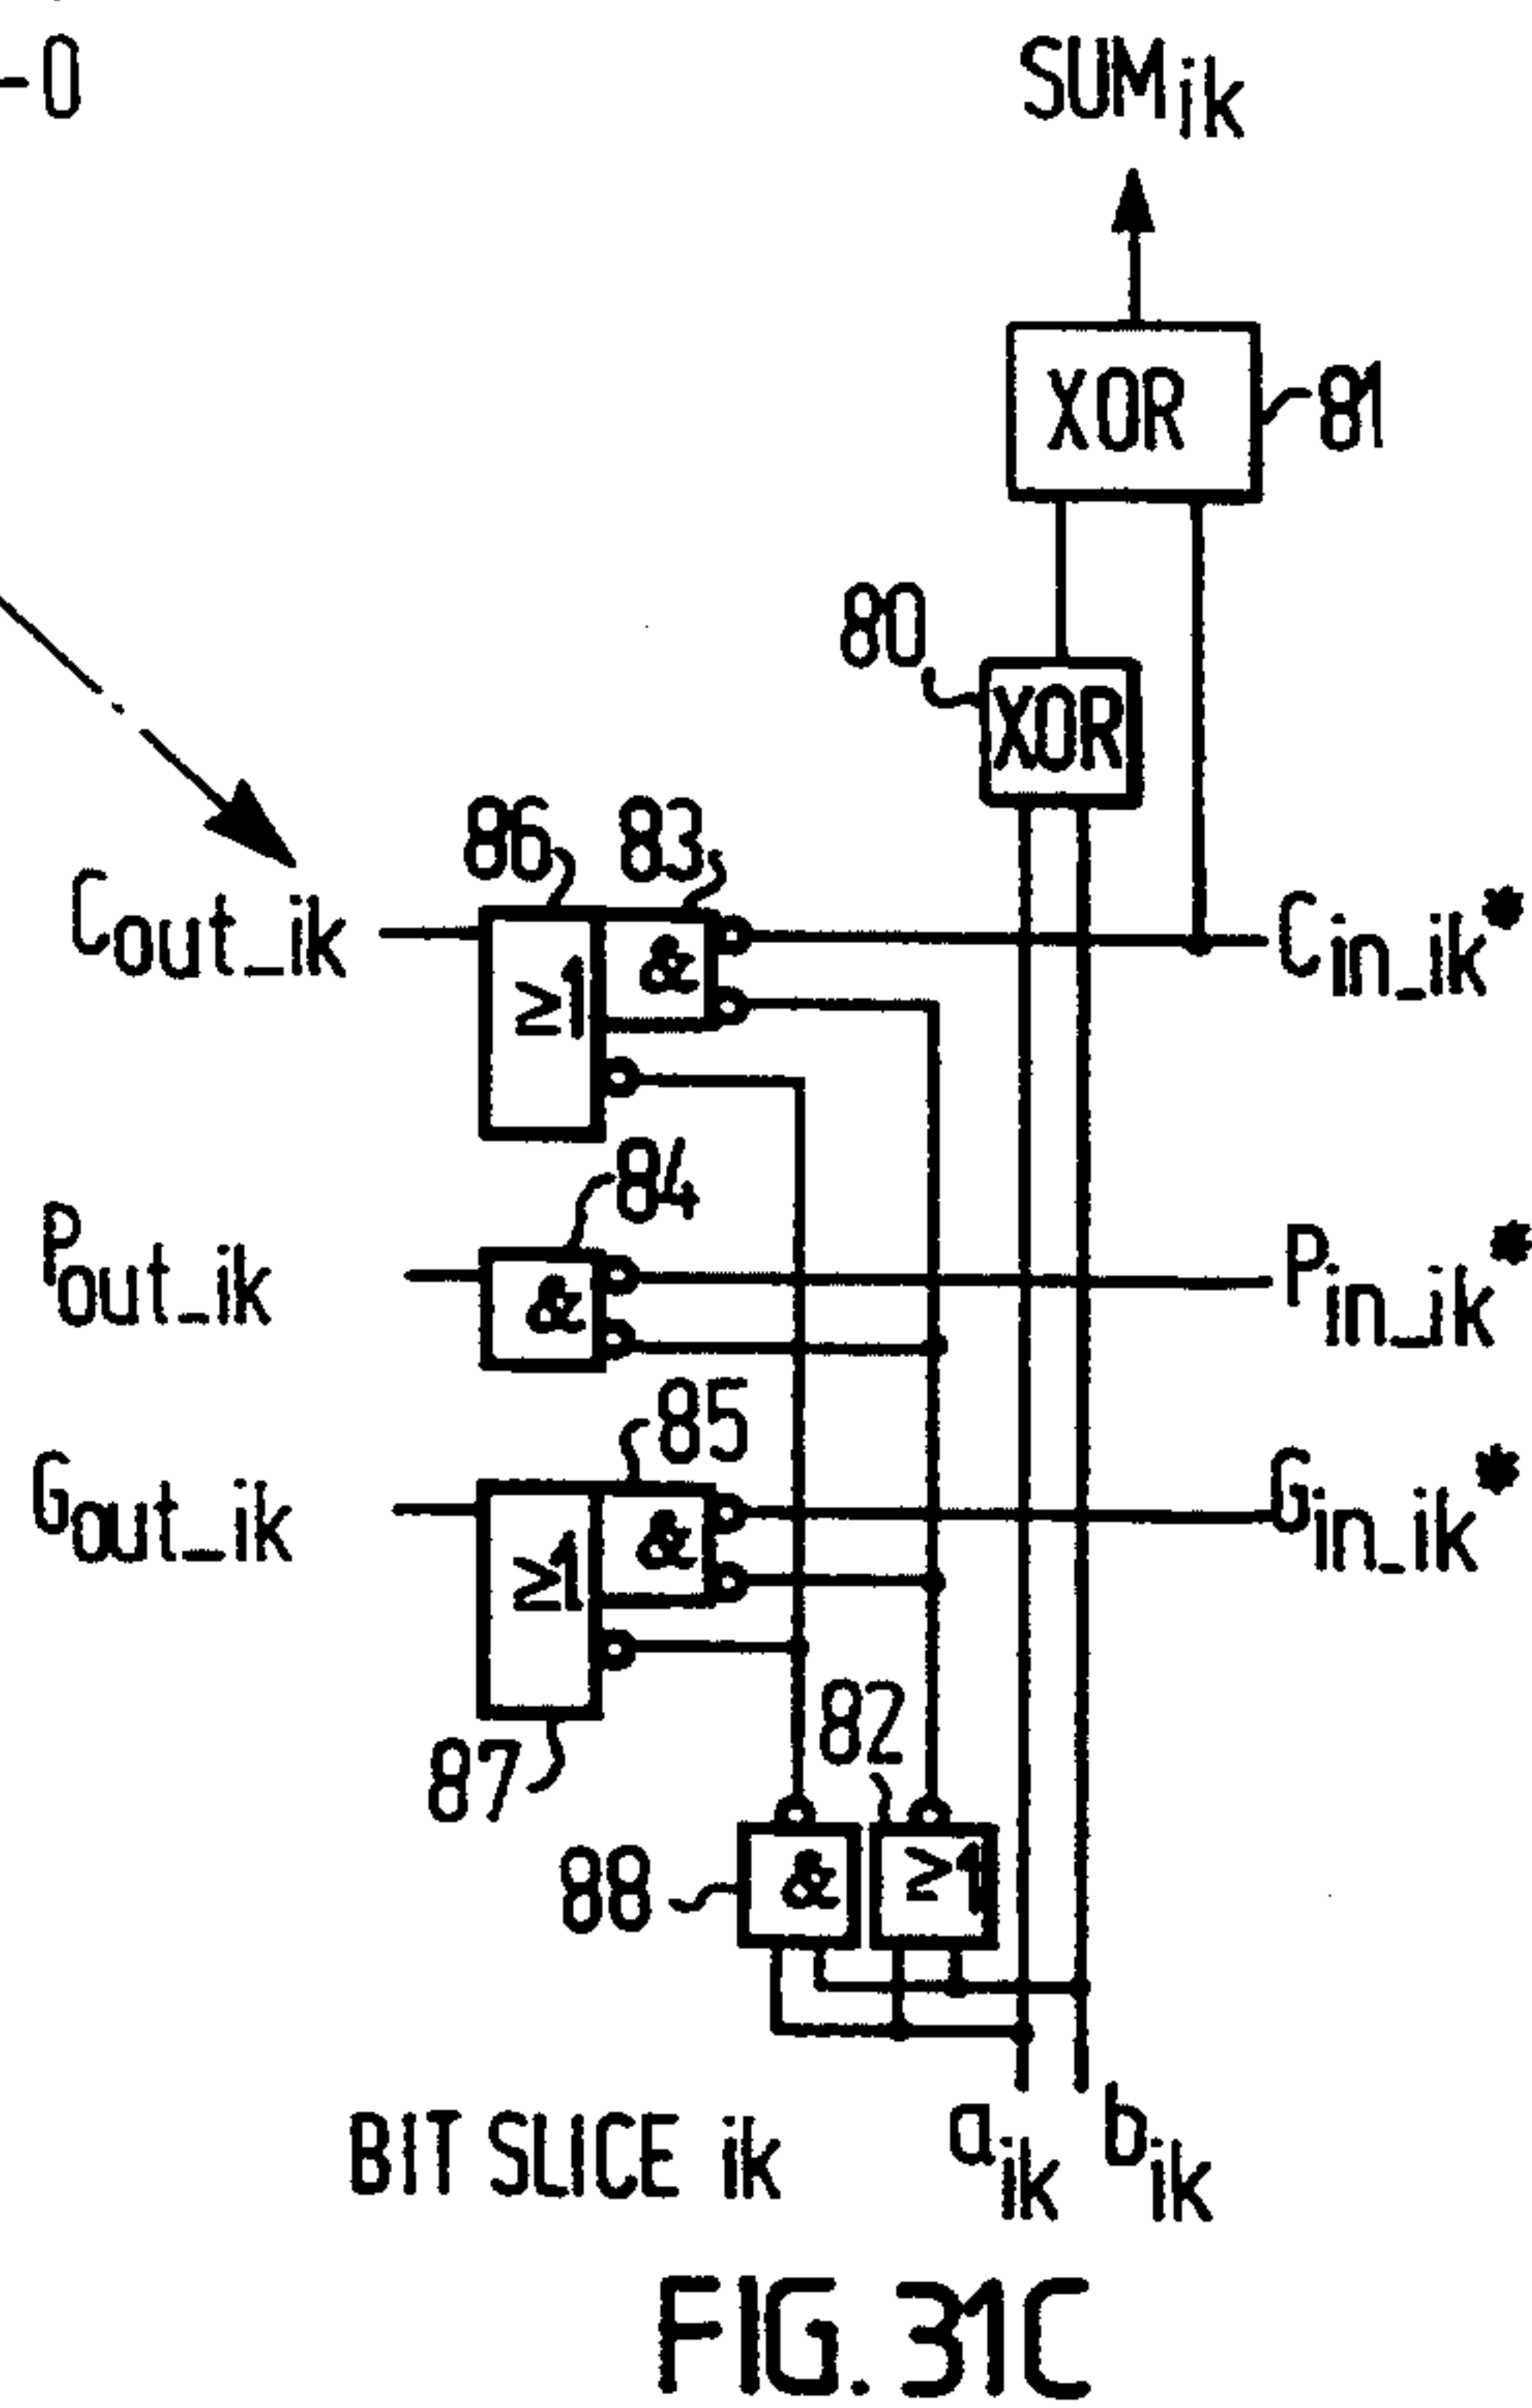 -0
SUMik
XOR
81
80
XOR
86
83
Cout_ik
≥1
&
Cin_ik*
84
Pout_ik
&
Pin_ik*
85
Gout_ik
≥1
&
Gin_ik*
82
87
88
&
≥1
aik
bik
BIT SLICE ik
FIG. 31C